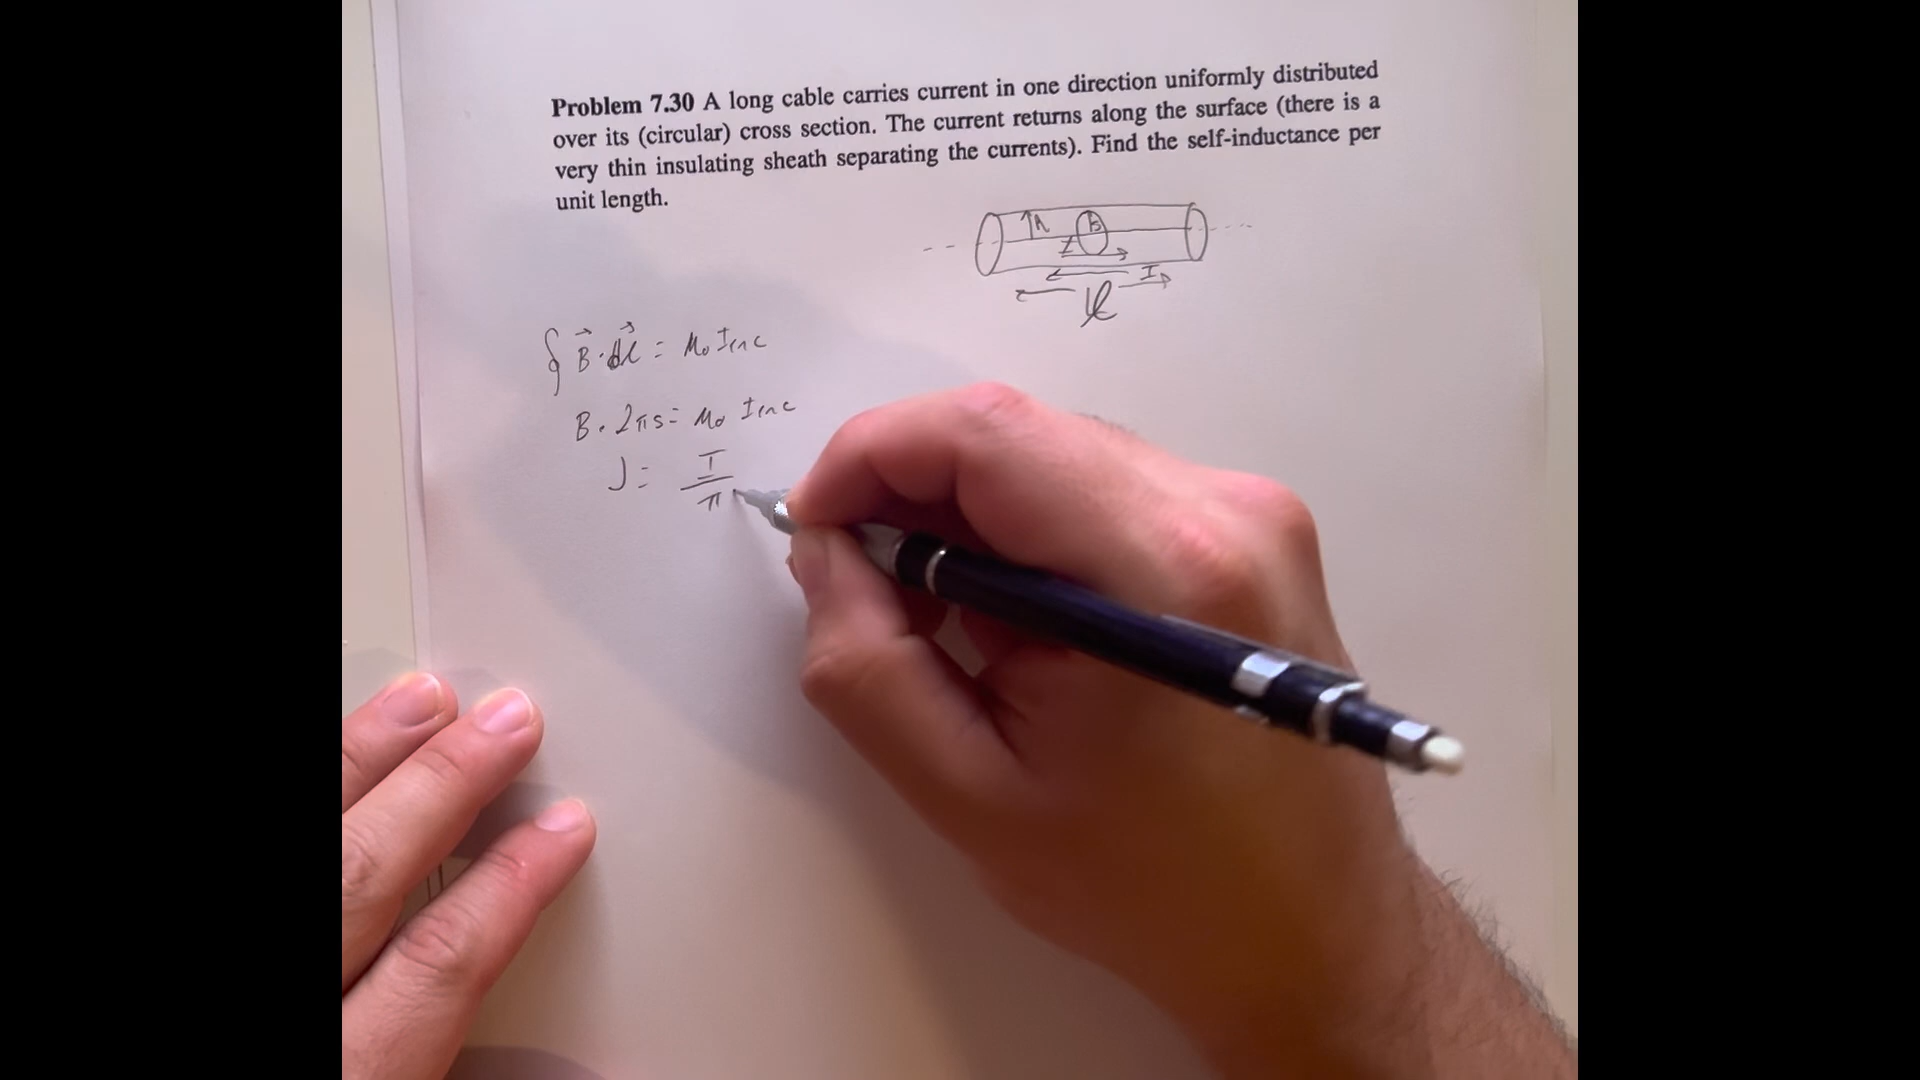 Problem 7.30 A long cable carries current in one direction uniformly distributed
over its (circular) cross section. The current returns along the surface (there is a
very thin insulating sheath separating the currents). Find the self-inductance per
unit length.
R B
I
I
ℓ
∮ B⃗·dl⃗ = μ₀ Ienc
B·2πs = μ₀ Ienc
J = I/π